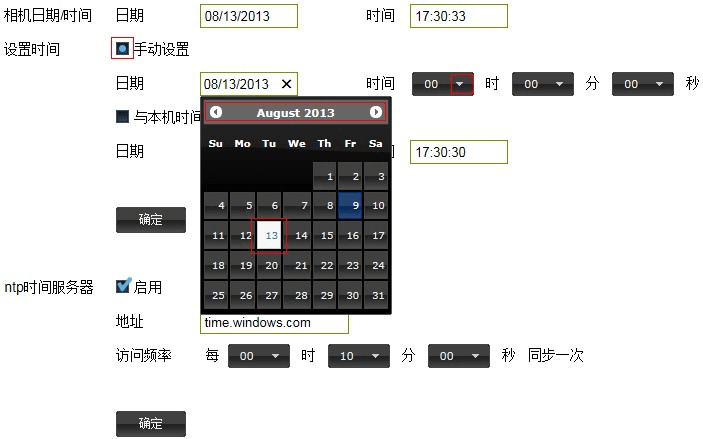 相机日期/时间 日期 08/13/2013 时间 17:30:33
设置时间 手动设置
日期 08/13/2013 时间 00 时 00 分 00 秒
August 2013
与本机时间
Su Mo Tu We Th Fr Sa
日期 17:30:30
1 2 3
4 5 6 7 8 9 10
确定
11 12 13 14 15 16 17
18 19 20 21 22 23 24
ntp时间服务器 启用
25 26 27 28 29 30 31
地址 time.windows.com
访问频率 每 00 时 10 分 00 秒 同步一次
确定